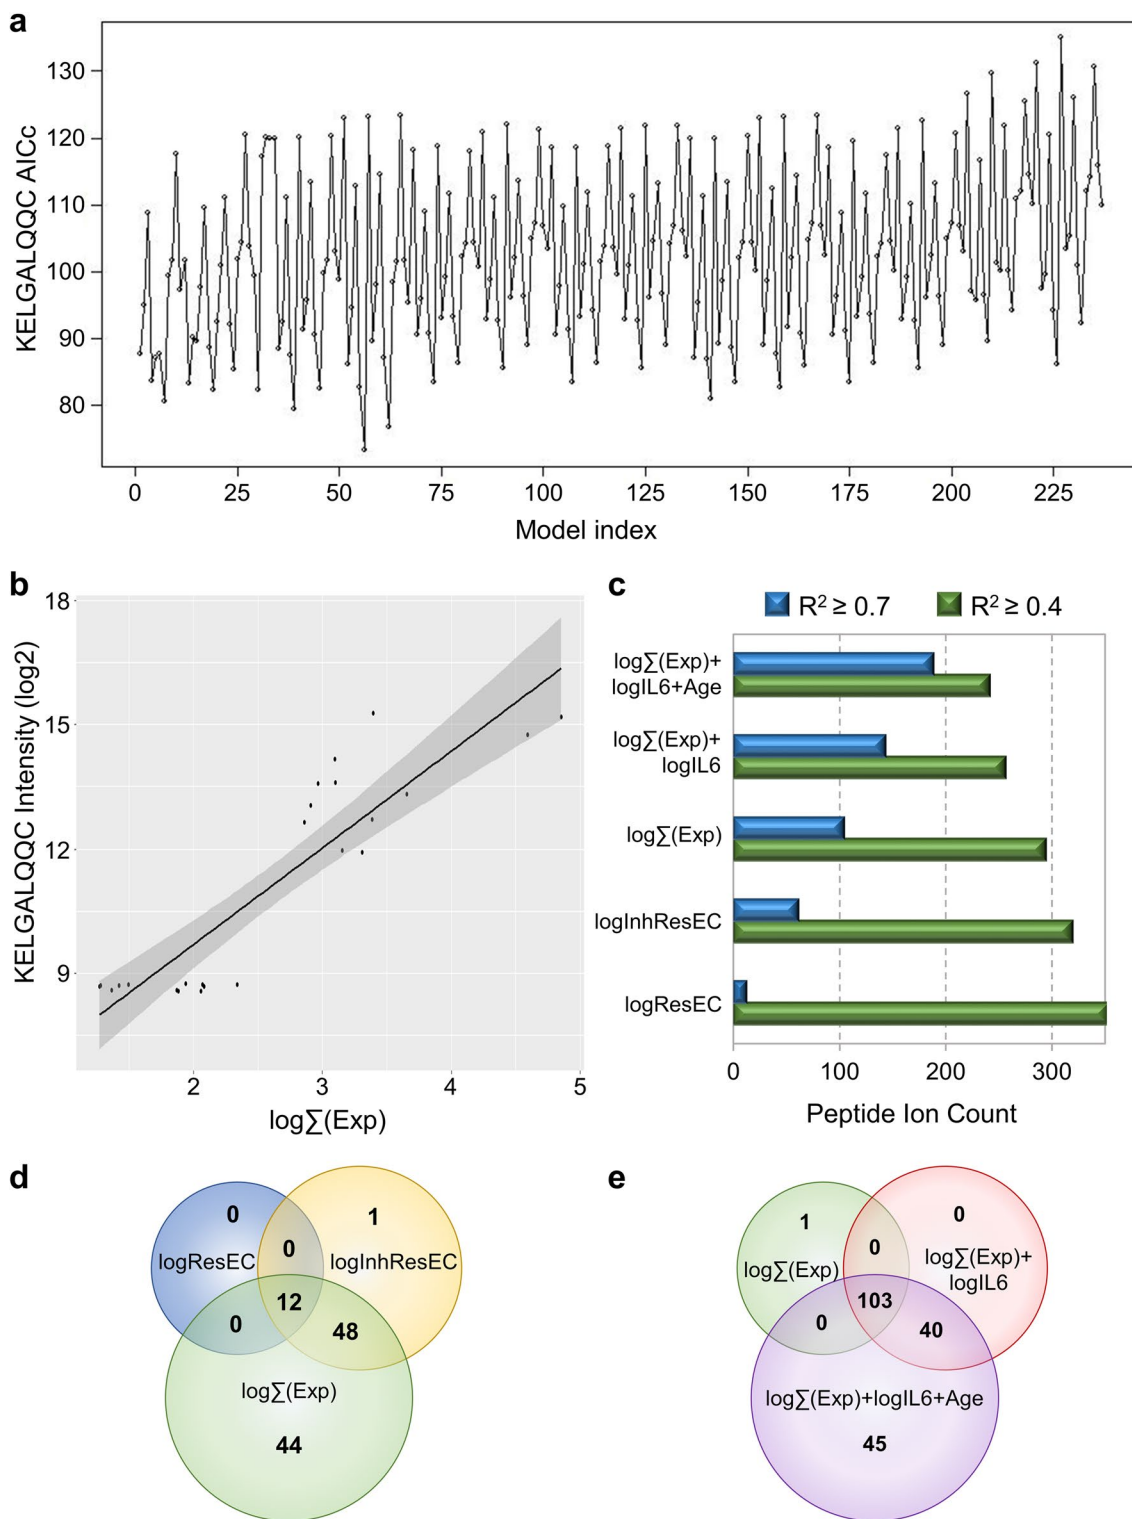 a
KELGALQQC AICc
130
120
110
100
90
80
0 25 50 75 100 125 150 175 200 225
Model index
b
KELGALQQC Intensity (log2)
18
15
12
9
2 3 4 5
log∑(Exp)
c
R² ≥ 0.7 R² ≥ 0.4
log∑(Exp)+
logIL6+Age
log∑(Exp)+
logIL6
log∑(Exp)
logInhResEC
logResEC
0 100 200 300
Peptide Ion Count
d
0
1
logResEC
0
logInhResEC
12
0
48
log∑(Exp)
44
e
1
0
0
log∑(Exp)
log∑(Exp)+
logIL6
103
0
40
log∑(Exp)+logIL6+Age
45